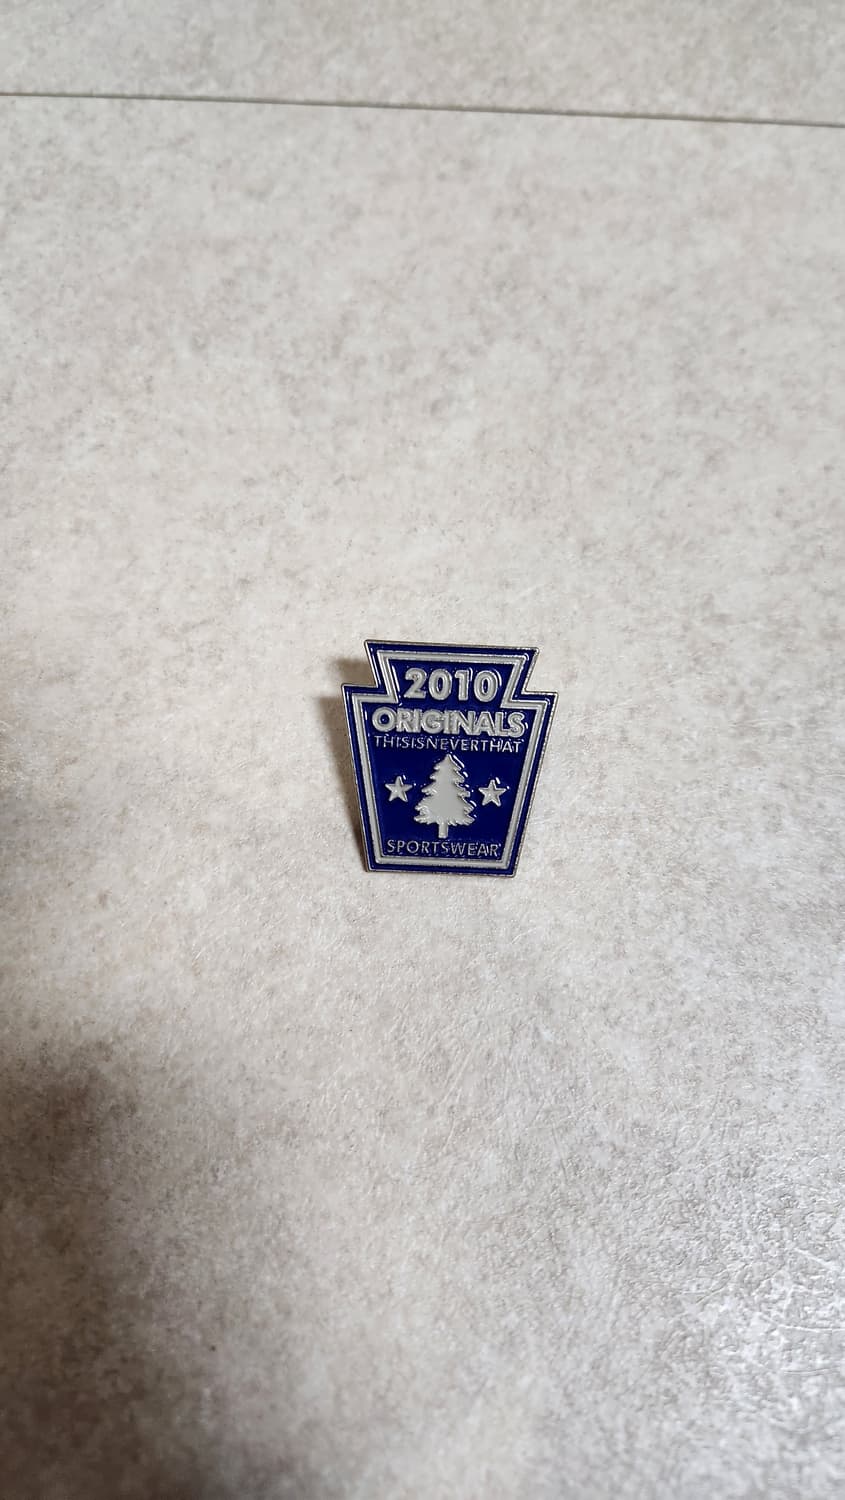 2010
ORIGINALS
THISISNEVERTHAT
SPORTSWEAR